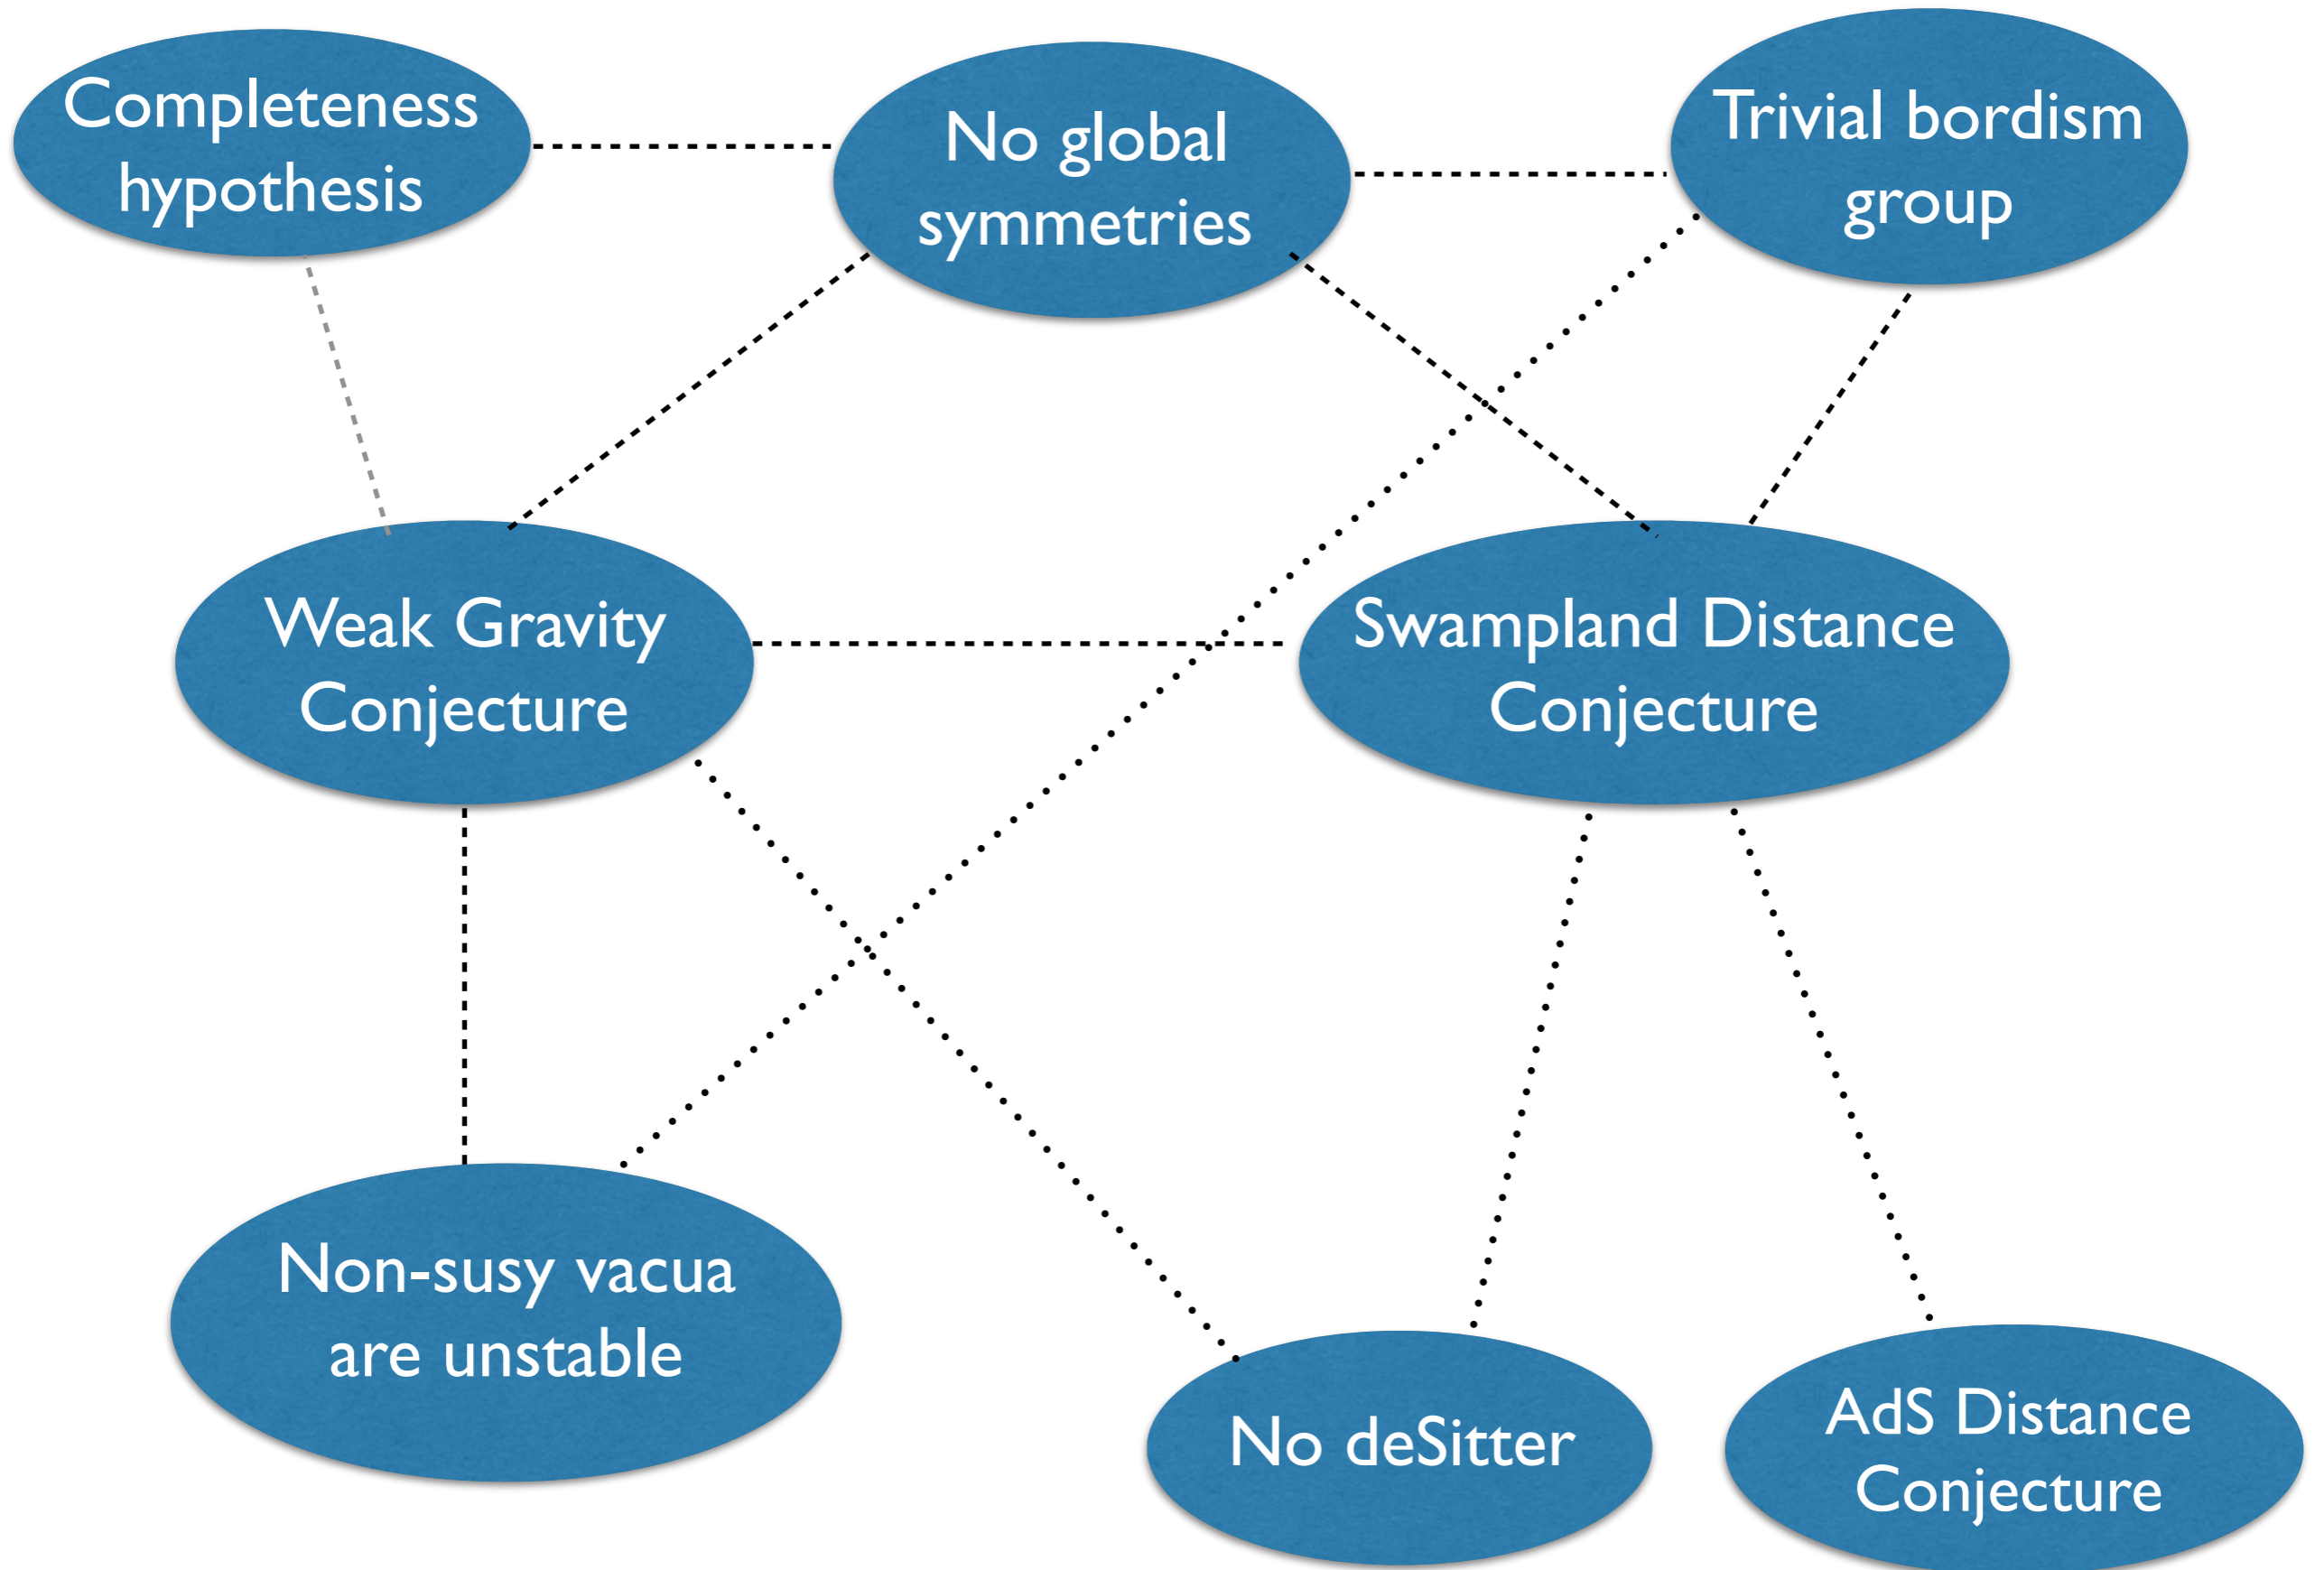 Completeness
hypothesis
No global
symmetries
Trivial bordism
group
Weak Gravity
Conjecture
Swampland Distance
Conjecture
Non-susy vacua
are unstable
No deSitter
AdS Distance
Conjecture